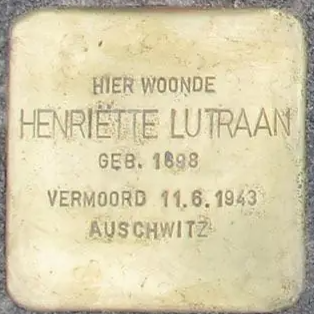 HIER WOONDE
HENRIËTTE LUTRAAN
GEB. 1898
VERMOORD 11.6.1943
AUSCHWITZ